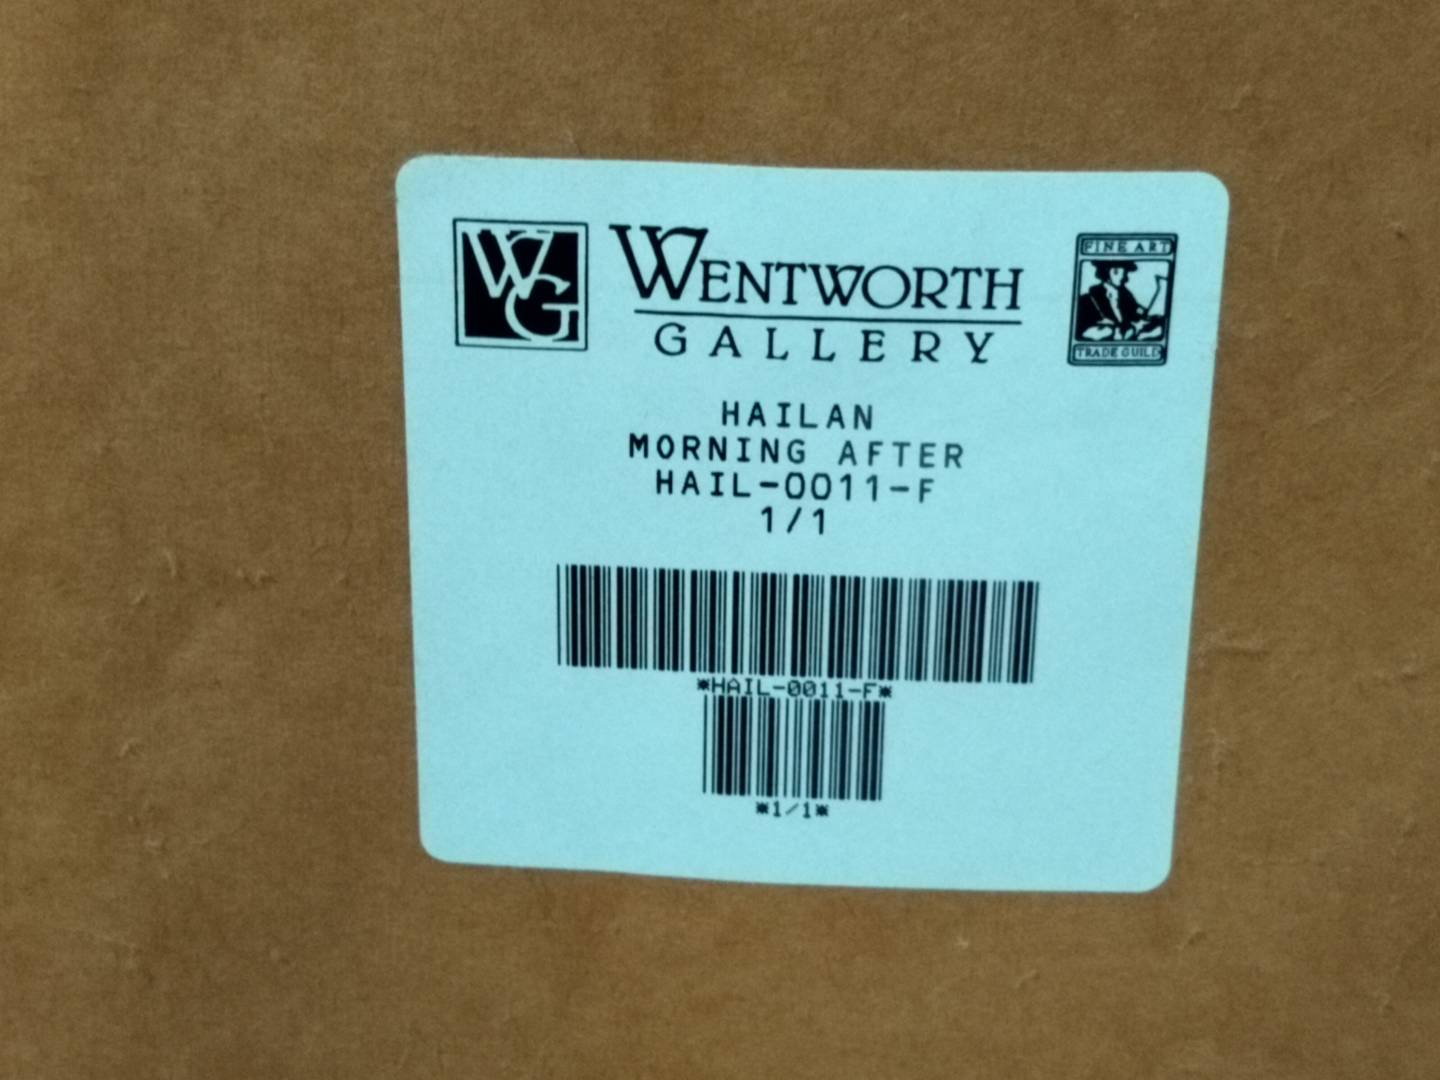 WG
WENTWORTH
GALLERY
FINE ART
TRADE GUILD
HAILAN
MORNING AFTER
HAIL-0011-F
1/1
*HAIL-0011-F*
*1/1*